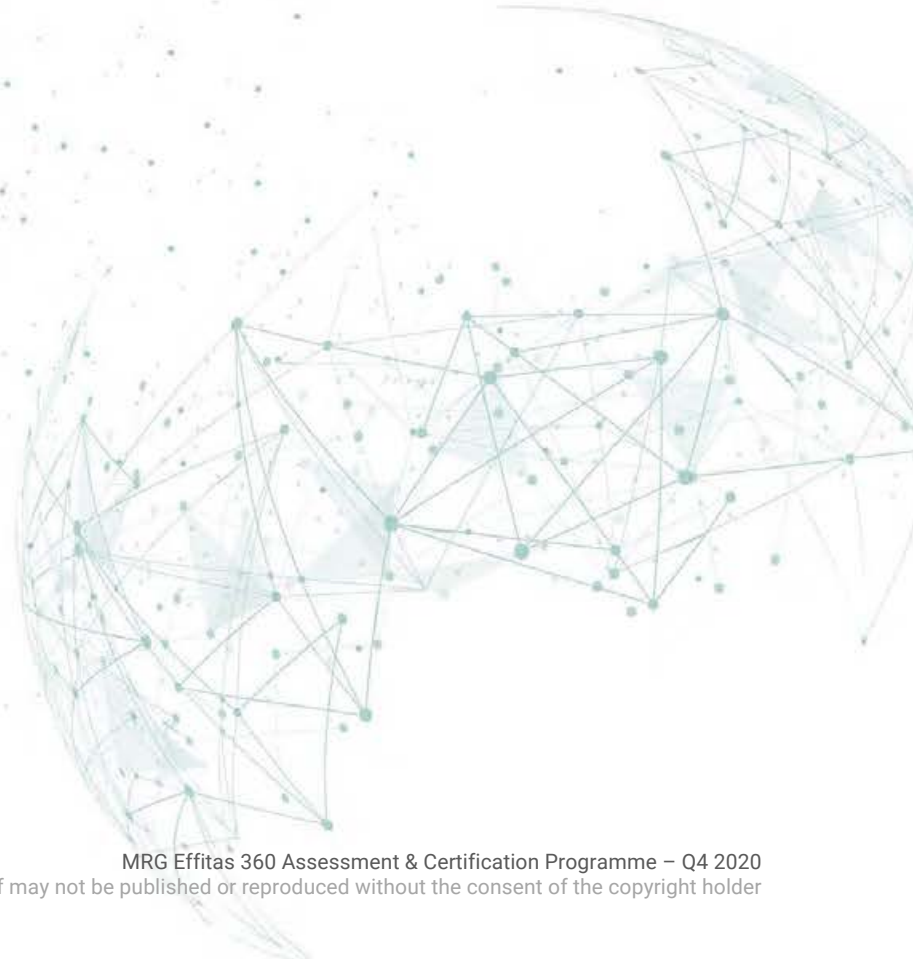 MRG Effitas 360 Assessment & Certification Programme – Q4 2020
may not be published or reproduced without the consent of the copyright holder